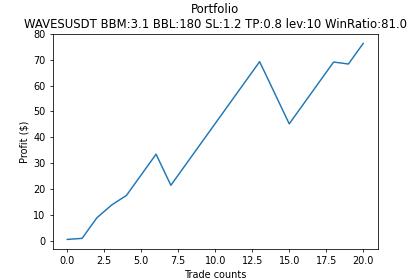 Portfolio
WAVESUSDT BBM:3.1 BBL:180 SL:1.2 TP:0.8 lev:10 WinRatio:81.0
80
70
60
50
40
30
20
10
0
Profit ($)
0.0 2.5 5.0 7.5 10.0 12.5 15.0 17.5 20.0
Trade counts